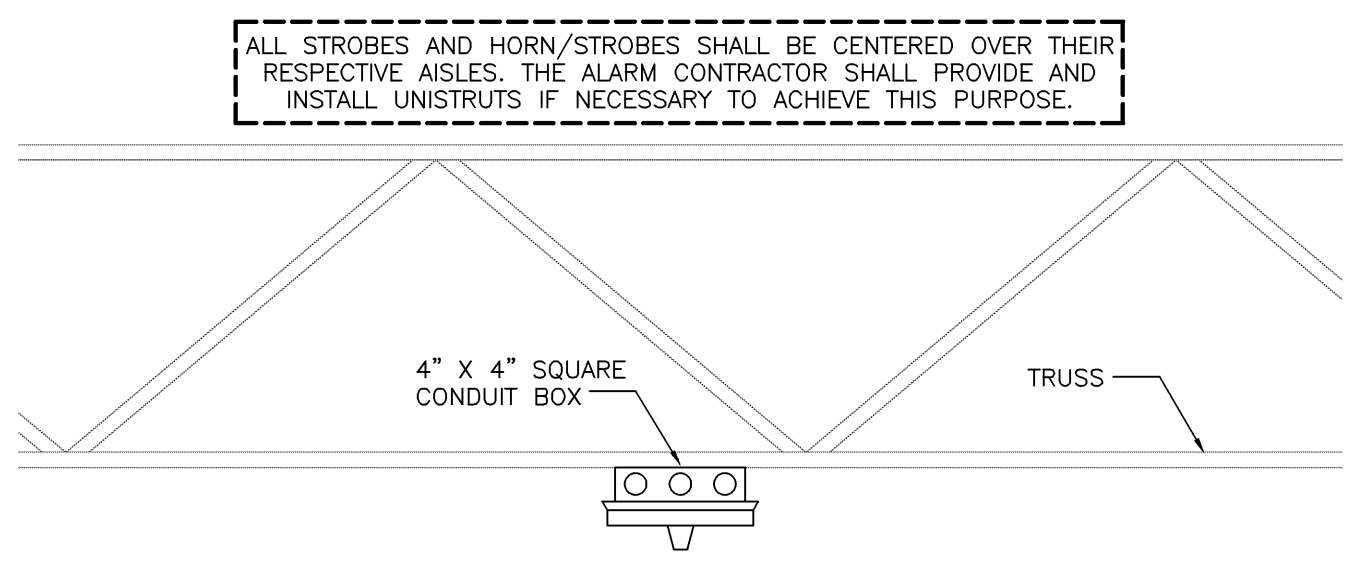 ALL STROBES AND HORN/STROBES SHALL BE CENTERED OVER THEIR
RESPECTIVE AISLES. THE ALARM CONTRACTOR SHALL PROVIDE AND
INSTALL UNISTRUTS IF NECESSARY TO ACHIEVE THIS PURPOSE.
4” X 4” SQUARE
CONDUIT BOX
TRUSS